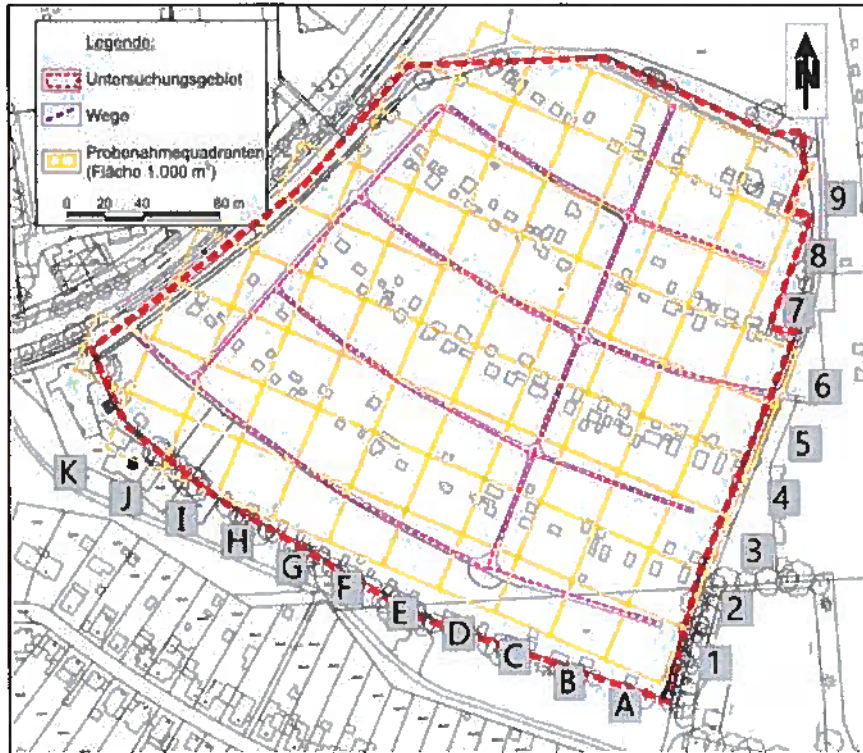 Legende:
Untersuchungsgebiet
Wege
Probenahmequadranten
(Fläche 1.000 m²)
0 20 40 80 m
N
9
8
7
6
5
4
3
2
1
K
J
I
H
G
F
E
D
C
B
A